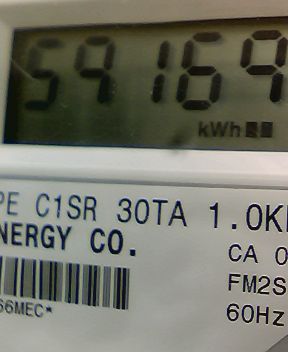 59169
kWh
PE C1SR 30TA 1.0K
NERGY CO.
CA 0
FM2S
66MEC*
60Hz